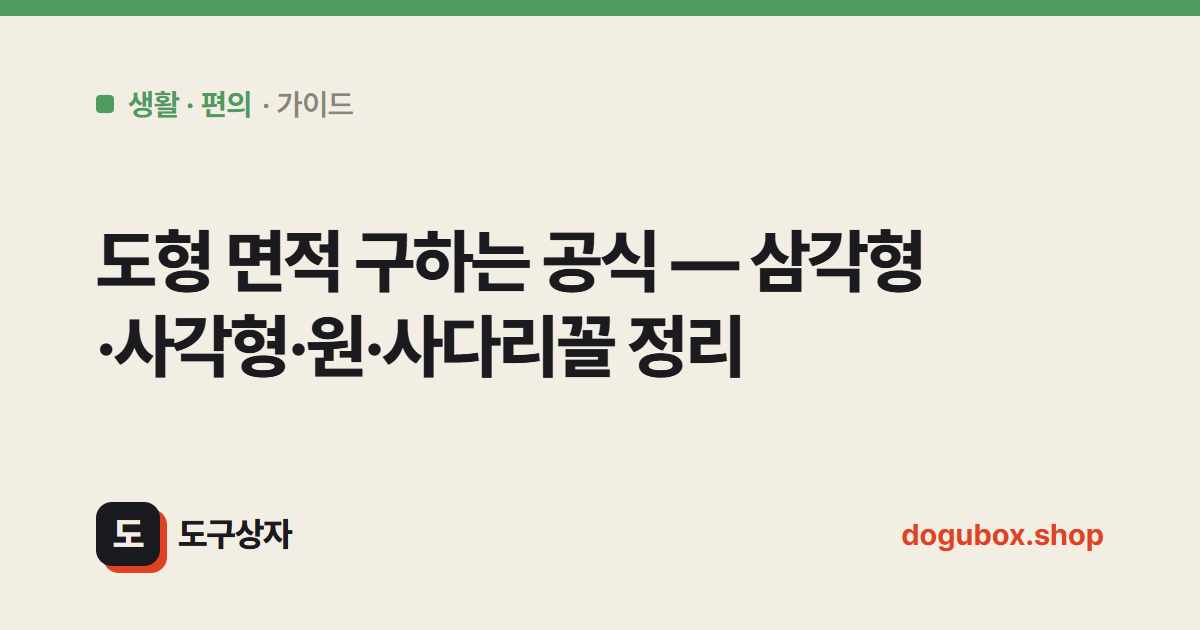 생활 · 편의 · 가이드
도형 면적 구하는 공식 — 삼각형
·사각형·원·사다리꼴 정리
도 도구상자
dogubox.shop